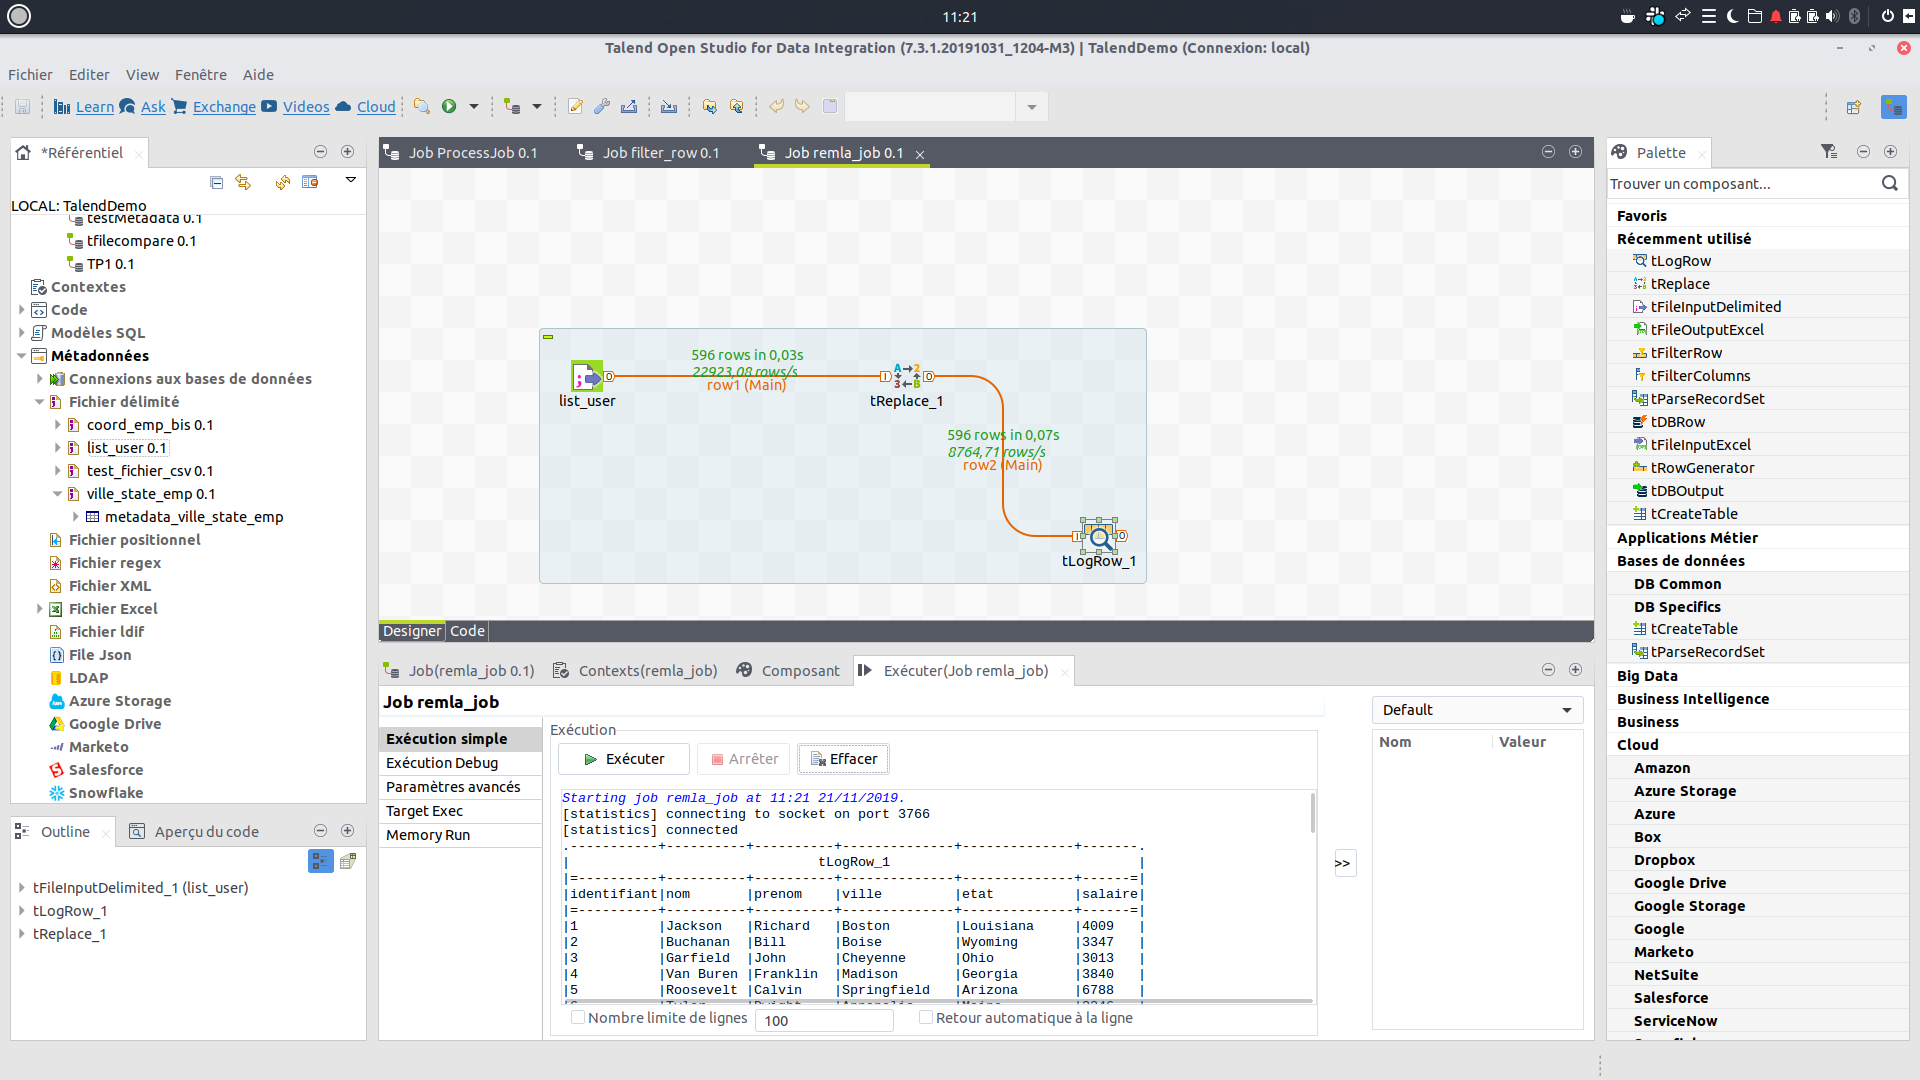 11:21
Talend Open Studio for Data Integration (7.3.1.20191031_1204-M3) | TalendDemo (Connexion: local)
Fichier Editer View Fenêtre Aide
Learn Ask Exchange Videos Cloud
*Référentiel
LOCAL: TalendDemo
testMetadata 0.1
tfilecompare 0.1
TP1 0.1
Contextes
Code
Modèles SQL
Métadonnées
Connexions aux bases de données
Fichier délimité
coord_emp_bis 0.1
list_user 0.1
test_fichier_csv 0.1
ville_state_emp 0.1
metadata_ville_state_emp
Fichier positionnel
Fichier regex
Fichier XML
Fichier Excel
Fichier ldif
File Json
LDAP
Azure Storage
Google Drive
Marketo
Salesforce
Snowflake
Outline Aperçu du code
tFileInputDelimited_1 (list_user)
tLogRow_1
tReplace_1
Job ProcessJob 0.1 Job filter_row 0.1 Job remla_job 0.1
596 rows in 0,03s
22923,08 rows/s
row1 (Main)
list_user
tReplace_1
596 rows in 0,07s
8764,71 rows/s
row2 (Main)
tLogRow_1
Designer Code
Job(remla_job 0.1) Contexts(remla_job) Composant Exécuter(Job remla_job)
Job remla_job
Exécution simple
Exécution Debug
Paramètres avancés
Target Exec
Memory Run
Exécution
Exécuter Arrêter Effacer
Starting job remla_job at 11:21 21/11/2019.
[statistics] connecting to socket on port 3766
[statistics] connected
.----------+----------+----------+--------------+--------------+-------.
| tLogRow_1 |
|=----------+----------+----------+--------------+--------------+------=|
|identifiant|nom |prenom |ville |etat |salaire|
|=----------+----------+----------+--------------+--------------+------=|
|1 |Jackson |Richard |Boston |Louisiana |4009 |
|2 |Buchanan |Bill |Boise |Wyoming |3347 |
|3 |Garfield |John |Cheyenne |Ohio |3013 |
|4 |Van Buren |Franklin |Madison |Georgia |3840 |
|5 |Roosevelt |Calvin |Springfield |Arizona |6788 |
Nombre limite de lignes 100 Retour automatique à la ligne
>>
Default
Nom Valeur
Palette
Trouver un composant...
Favoris
Récemment utilisé
tLogRow
tReplace
tFileInputDelimited
tFileOutputExcel
tFilterRow
tFilterColumns
tParseRecordSet
tDBRow
tFileInputExcel
tRowGenerator
tDBOutput
tCreateTable
Applications Métier
Bases de données
DB Common
DB Specifics
tCreateTable
tParseRecordSet
Big Data
Business Intelligence
Business
Cloud
Amazon
Azure Storage
Azure
Box
Dropbox
Google Drive
Google Storage
Google
Marketo
NetSuite
Salesforce
ServiceNow